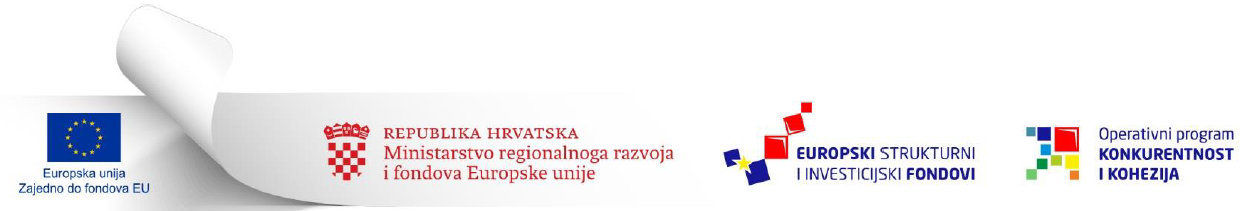 Europska unija
Zajedno do fondova EU
REPUBLIKA HRVATSKA
Ministarstvo regionalnoga razvoja
i fondova Europske unije
EUROPSKI STRUKTURNI
I INVESTICIJSKI FONDOVI
Operativni program
KONKURENTNOST
I KOHEZIJA